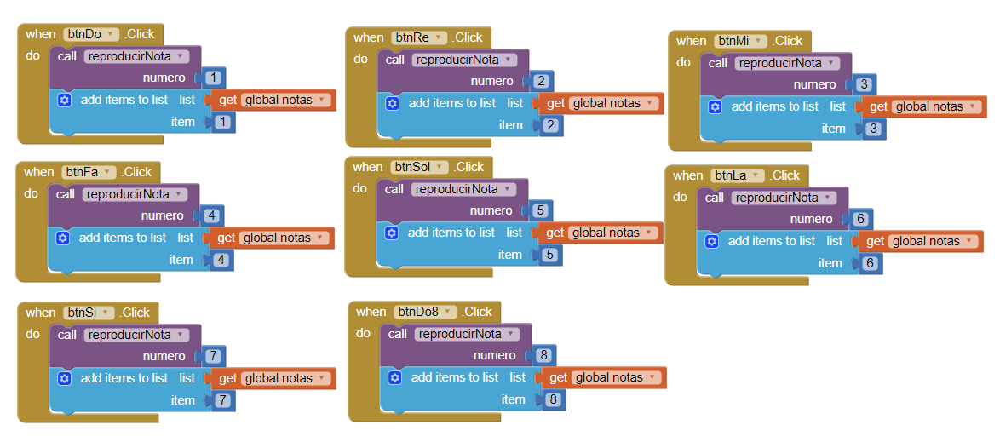 when btnDo .Click
do call reproducirNota
numero 1
add items to list list get global notas
item 1
when btnRe .Click
do call reproducirNota
numero 2
add items to list list get global notas
item 2
when btnMi .Click
do call reproducirNota
numero 3
add items to list list get global notas
item 3
when btnFa .Click
do call reproducirNota
numero 4
add items to list list get global notas
item 4
when btnSol .Click
do call reproducirNota
numero 5
add items to list list get global notas
item 5
when btnLa .Click
do call reproducirNota
numero 6
add items to list list get global notas
item 6
when btnSi .Click
do call reproducirNota
numero 7
add items to list list get global notas
item 7
when btnDo8 .Click
do call reproducirNota
numero 8
add items to list list get global notas
item 8